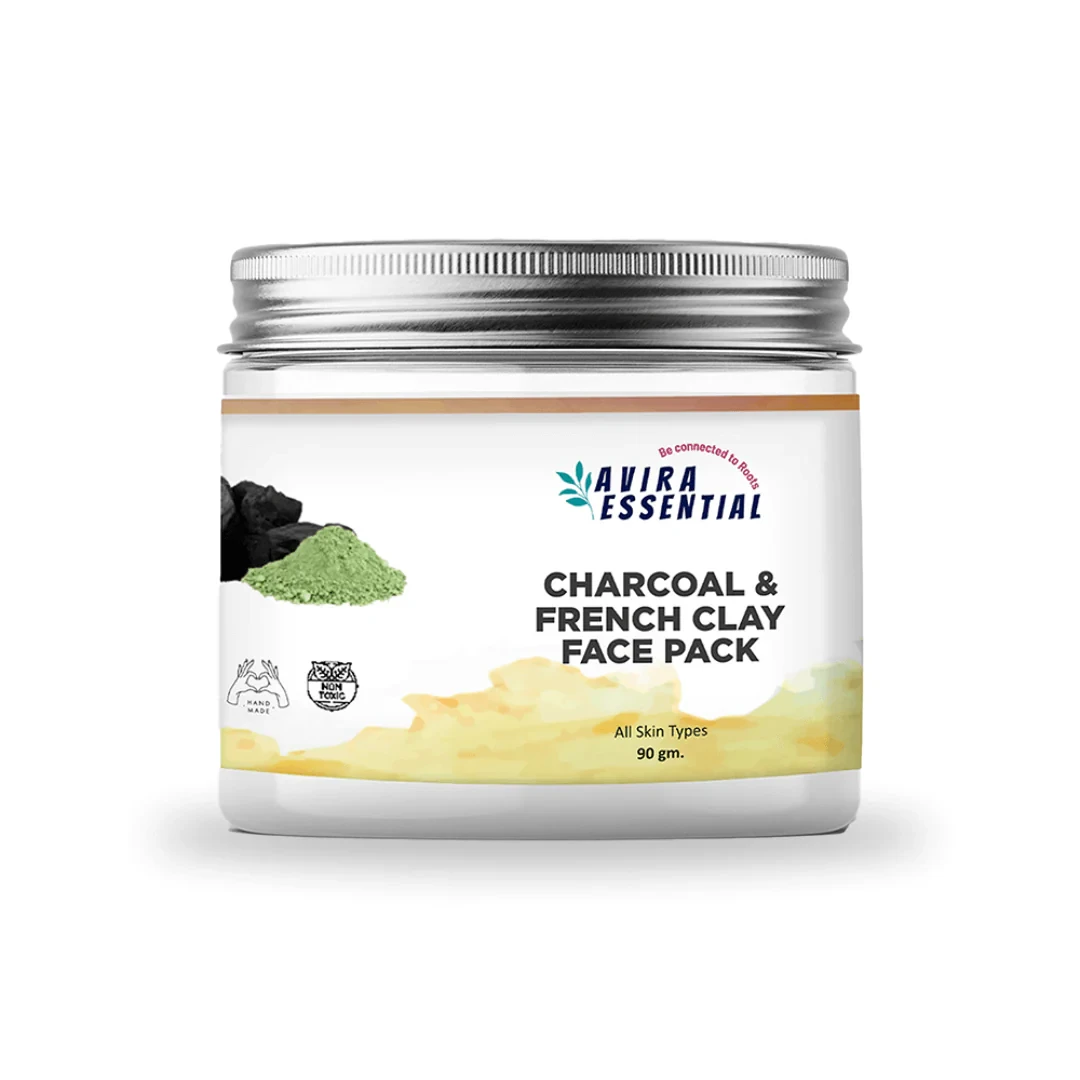 Be connected to Roots
AVIRA
ESSENTIAL
CHARCOAL &
FRENCH CLAY
FACE PACK
HAND
MADE
NON
TOXIC
All Skin Types
90 gm.